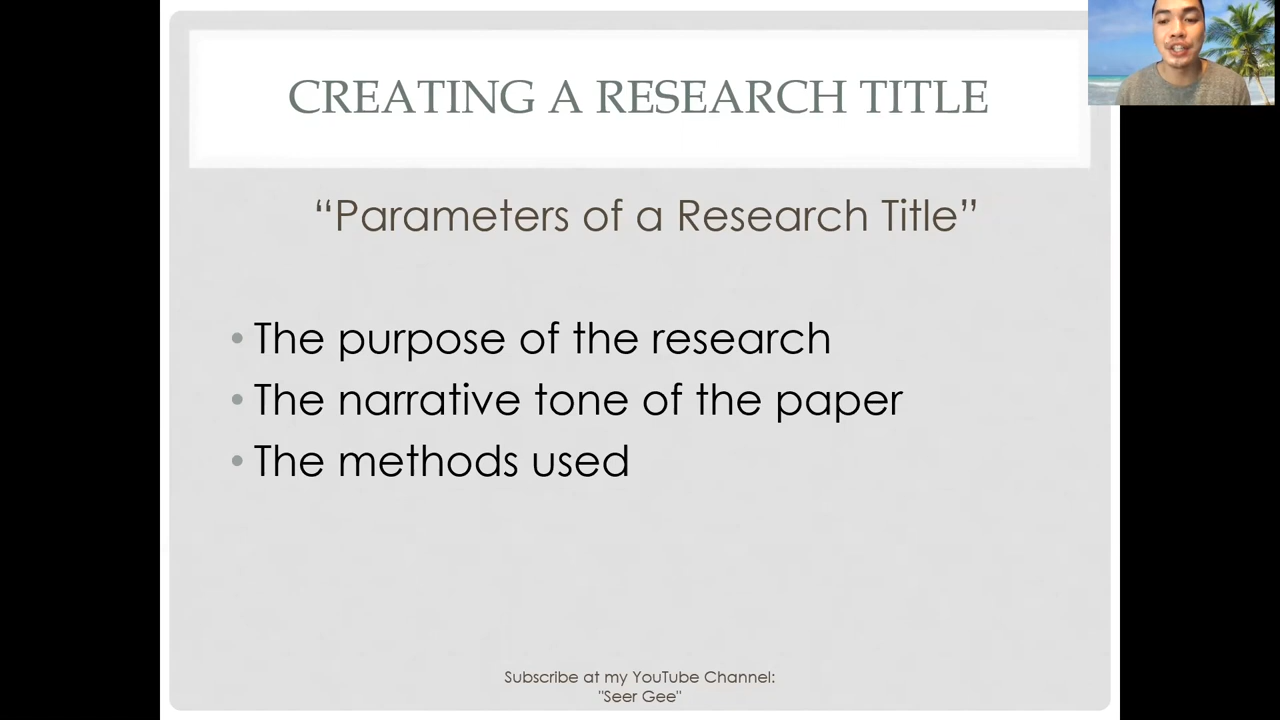 CREATING A RESEARCH TITLE
“Parameters of a Research Title”
• The purpose of the research
• The narrative tone of the paper
• The methods used
Subscribe at my YouTube Channel:
"Seer Gee"